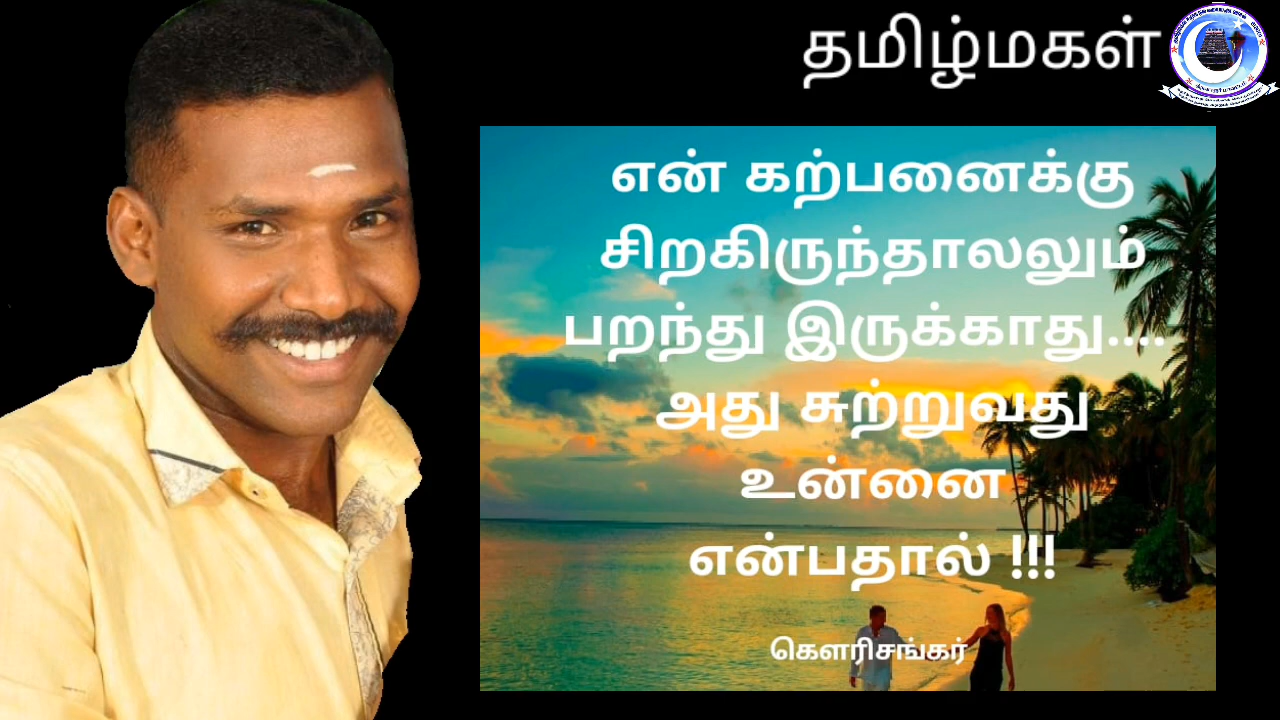 தமிழ்மகள்
என் கற்பனைக்கு
சிறகிருந்தாலலும்
பறந்து இருக்காது....
அது சுற்றுவது
உன்னை
என்பதால் !!!
கௌரிசங்கர்